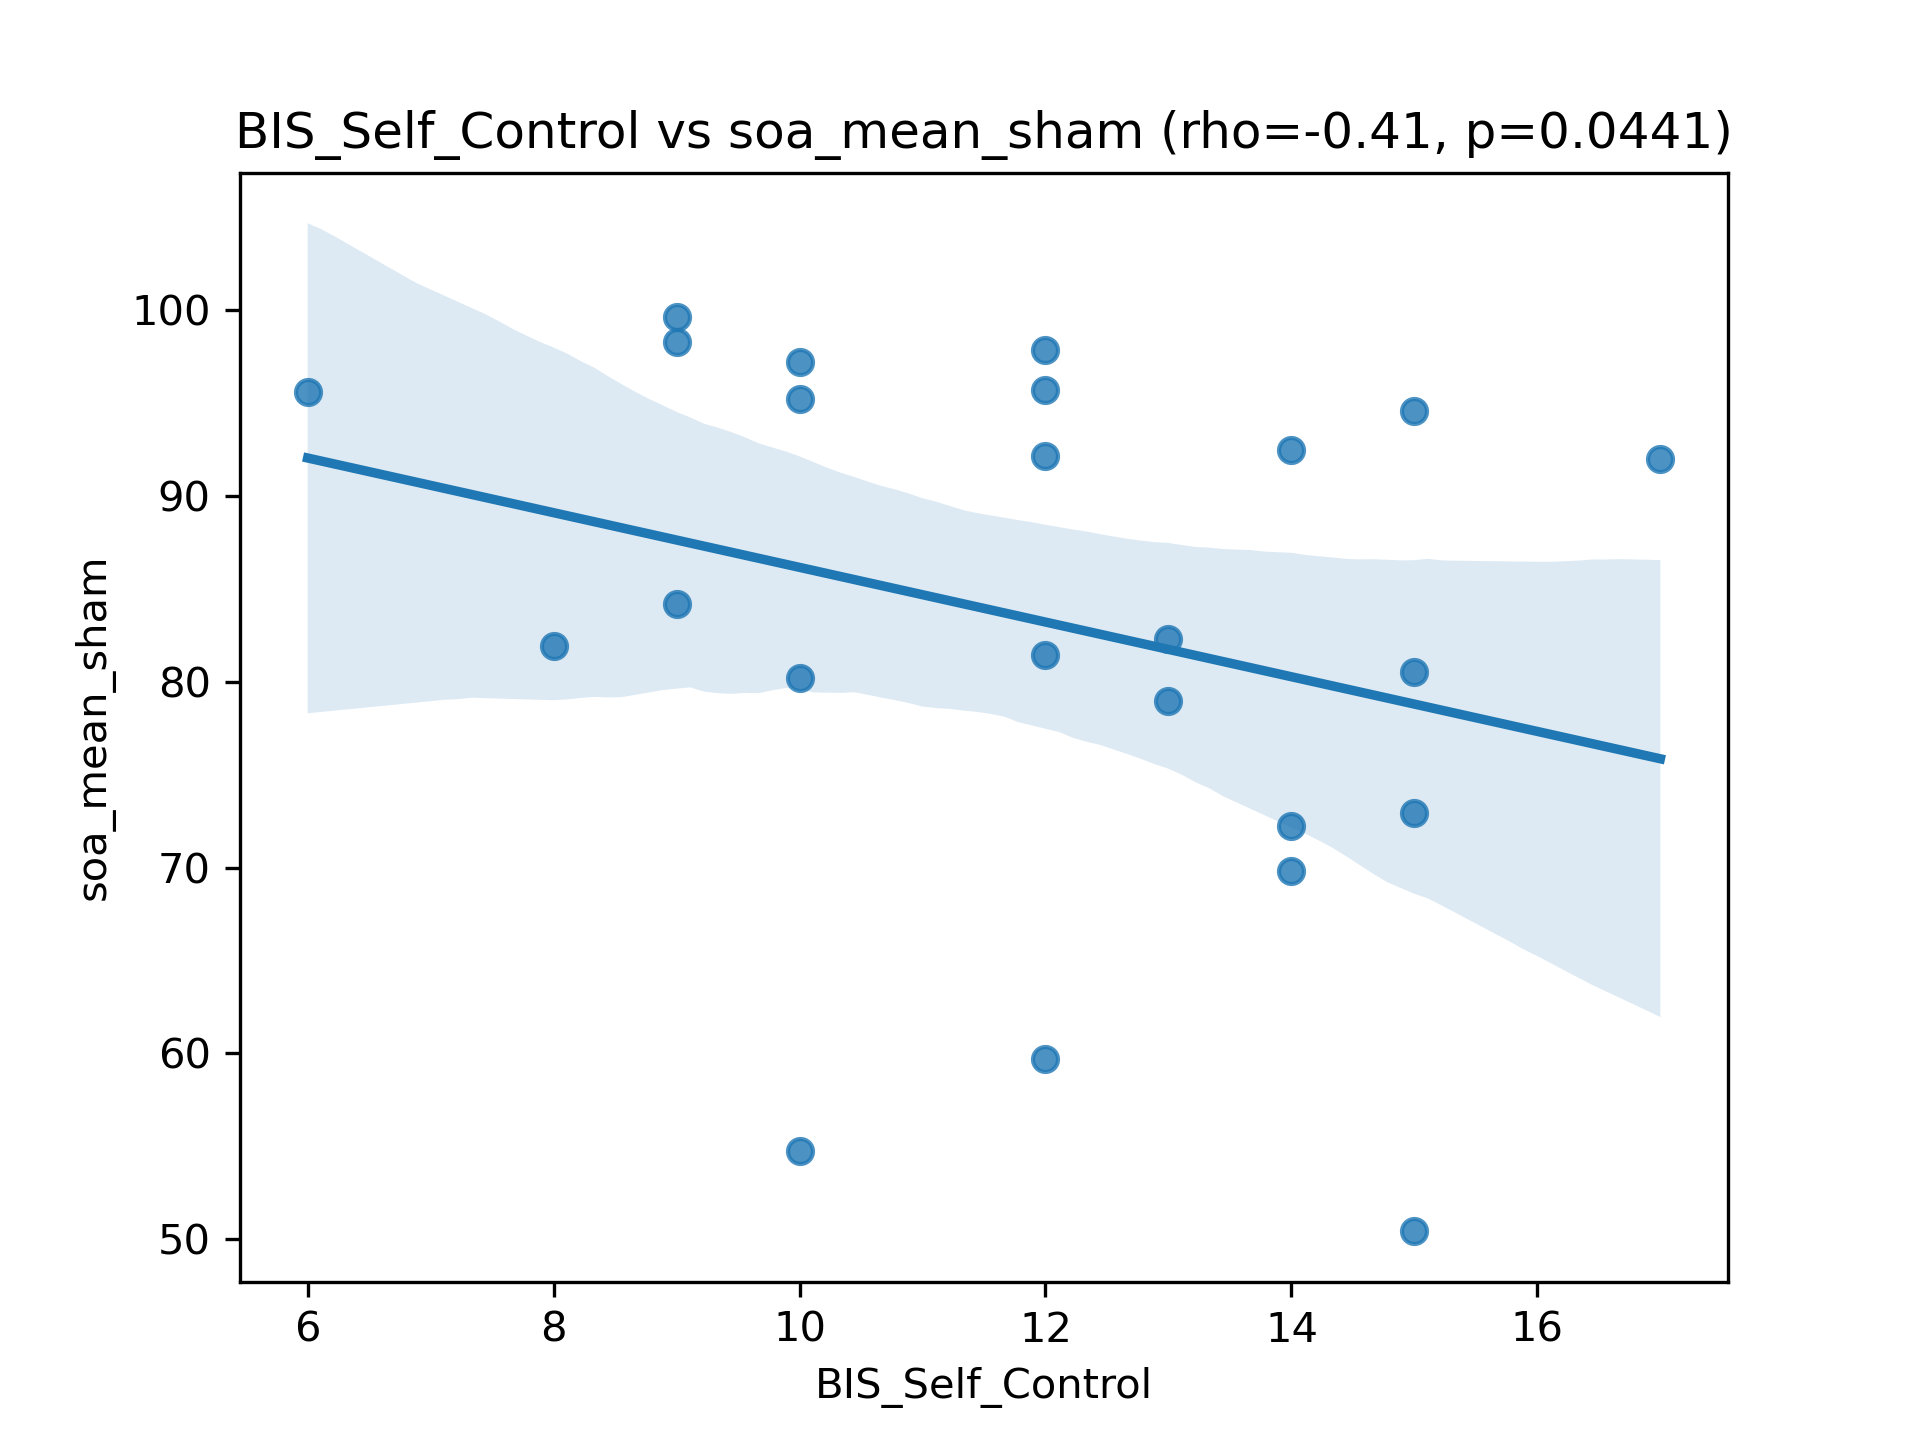 BIS_Self_Control vs soa_mean_sham (rho=-0.41, p=0.0441)
soa_mean_sham
100
90
80
70
60
50
6 8 10 12 14 16
BIS_Self_Control